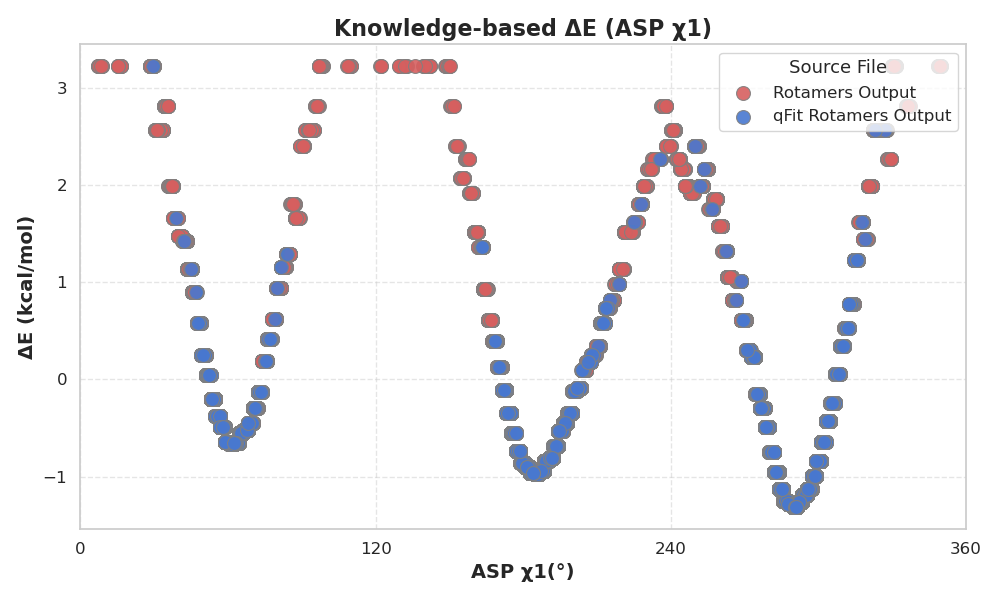 Knowledge-based ΔE (ASP χ1)
ΔE (kcal/mol)
3
2
1
0
−1
Source File
Rotamers Output
qFit Rotamers Output
0 120 240 360
ASP χ1(°)